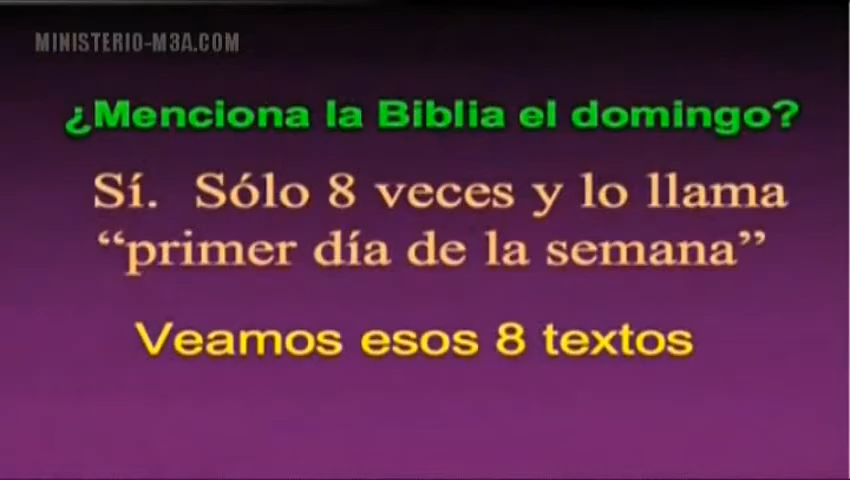 MINISTERIO-M3A.COM
¿Menciona la Biblia el domingo?
Sí. Sólo 8 veces y lo llama
“primer día de la semana”
Veamos esos 8 textos